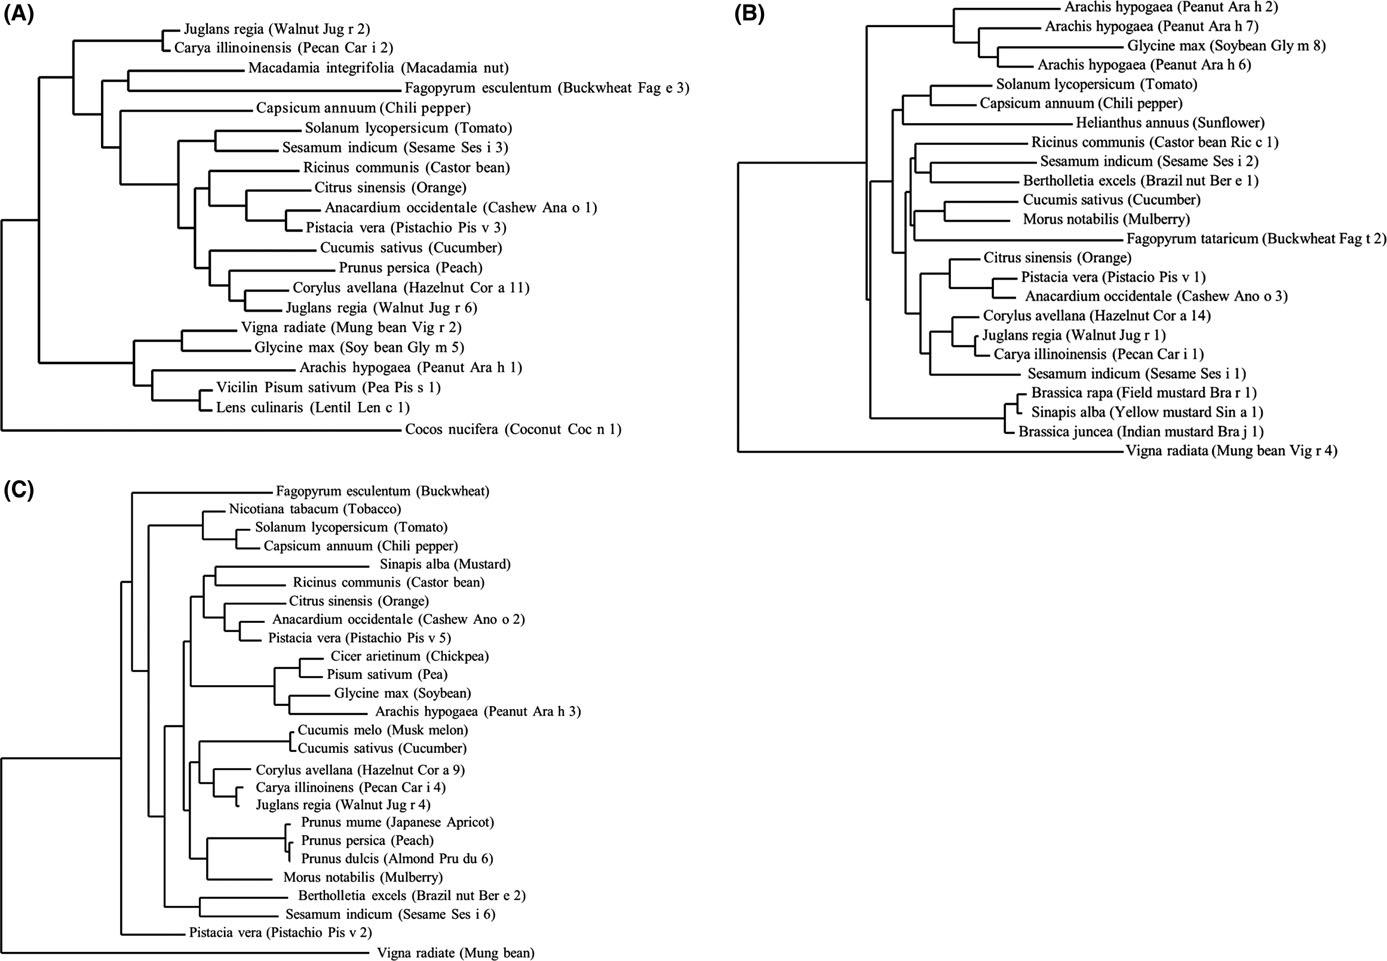 (A)
Juglans regia (Walnut Jug r 2)
Carya illinoinensis (Pecan Car i 2)
Macadamia integrifolia (Macadamia nut)
Fagopyrum esculentum (Buckwheat Fag e 3)
Capsicum annuum (Chili pepper)
Solanum lycopersicum (Tomato)
Sesamum indicum (Sesame Ses i 3)
Ricinus communis (Castor bean)
Citrus sinensis (Orange)
Anacardium occidentale (Cashew Ana o 1)
Pistacia vera (Pistachio Pis v 3)
Cucumis sativus (Cucumber)
Prunus persica (Peach)
Corylus avellana (Hazelnut Cor a 11)
Juglans regia (Walnut Jug r 6)
Vigna radiate (Mung bean Vig r 2)
Glycine max (Soy bean Gly m 5)
Arachis hypogaea (Peanut Ara h 1)
Vicilin Pisum sativum (Pea Pis s 1)
Lens culinaris (Lentil Len c 1)
Cocos nucifera (Coconut Coc n 1)
(B)
Arachis hypogaea (Peanut Ara h 2)
Arachis hypogaea (Peanut Ara h 7)
Glycine max (Soybean Gly m 8)
Arachis hypogaea (Peanut Ara h 6)
Solanum lycopersicum (Tomato)
Capsicum annuum (Chili pepper)
Helianthus annuus (Sunflower)
Ricinus communis (Castor bean Ric c 1)
Sesamum indicum (Sesame Ses i 2)
Bertholletia excels (Brazil nut Ber e 1)
Cucumis sativus (Cucumber)
Morus notabilis (Mulberry)
Fagopyrum tataricum (Buckwheat Fag t 2)
Citrus sinensis (Orange)
Pistacia vera (Pistacio Pis v 1)
Anacardium occidentale (Cashew Ano o 3)
Corylus avellana (Hazelnut Cor a 14)
Juglans regia (Walnut Jug r 1)
Carya illinoinensis (Pecan Car i 1)
Sesamum indicum (Sesame Ses i 1)
Brassica rapa (Field mustard Bra r 1)
Sinapis alba (Yellow mustard Sin a 1)
Brassica juncea (Indian mustard Bra j 1)
Vigna radiata (Mung bean Vig r 4)
(C)
Fagopyrum esculentum (Buckwheat)
Nicotiana tabacum (Tobacco)
Solanum lycopersicum (Tomato)
Capsicum annuum (Chili pepper)
Sinapis alba (Mustard)
Ricinus communis (Castor bean)
Citrus sinensis (Orange)
Anacardium occidentale (Cashew Ano o 2)
Pistacia vera (Pistachio Pis v 5)
Cicer arietinum (Chickpea)
Pisum sativum (Pea)
Glycine max (Soybean)
Arachis hypogaea (Peanut Ara h 3)
Cucumis melo (Musk melon)
Cucumis sativus (Cucumber)
Corylus avellana (Hazelnut Cor a 9)
Carya illinoinens (Pecan Car i 4)
Juglans regia (Walnut Jug r 4)
Prunus mume (Japanese Apricot)
Prunus persica (Peach)
Prunus dulcis (Almond Pru du 6)
Morus notabilis (Mulberry)
Bertholletia excels (Brazil nut Ber e 2)
Sesamum indicum (Sesame Ses i 6)
Pistacia vera (Pistachio Pis v 2)
Vigna radiate (Mung bean)